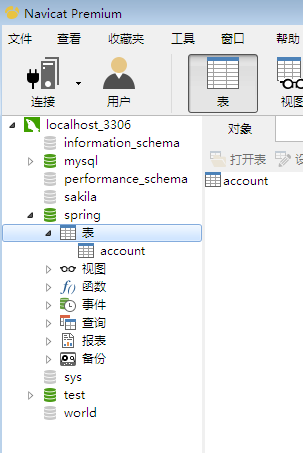 Navicat Premium
文件 查看 收藏夹 工具 窗口 帮助
连接 用户 表 视图
localhost_3306
information_schema
mysql
performance_schema
sakila
spring
表
account
视图
函数
事件
查询
报表
备份
sys
test
world
对象
打开表 设
account